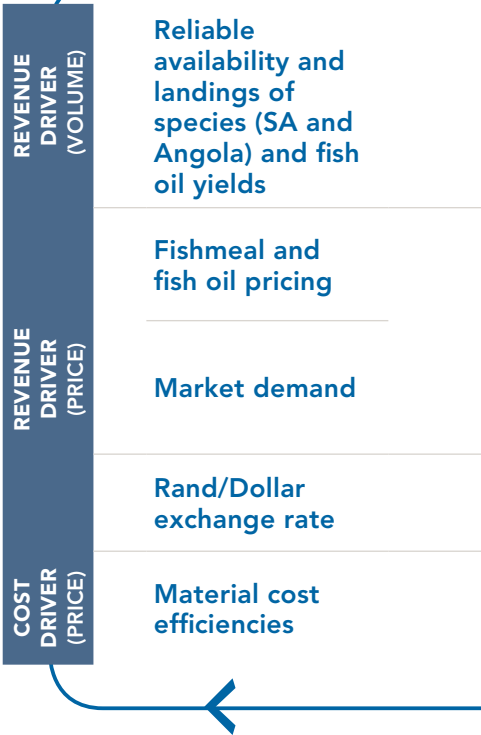 REVENUE
DRIVER
(VOLUME)
Reliable
availability and
landings of
species (SA and
Angola) and fish
oil yields
REVENUE
DRIVER
(PRICE)
Fishmeal and
fish oil pricing
Market demand
Rand/Dollar
exchange rate
COST
DRIVER
(PRICE)
Material cost
efficiencies